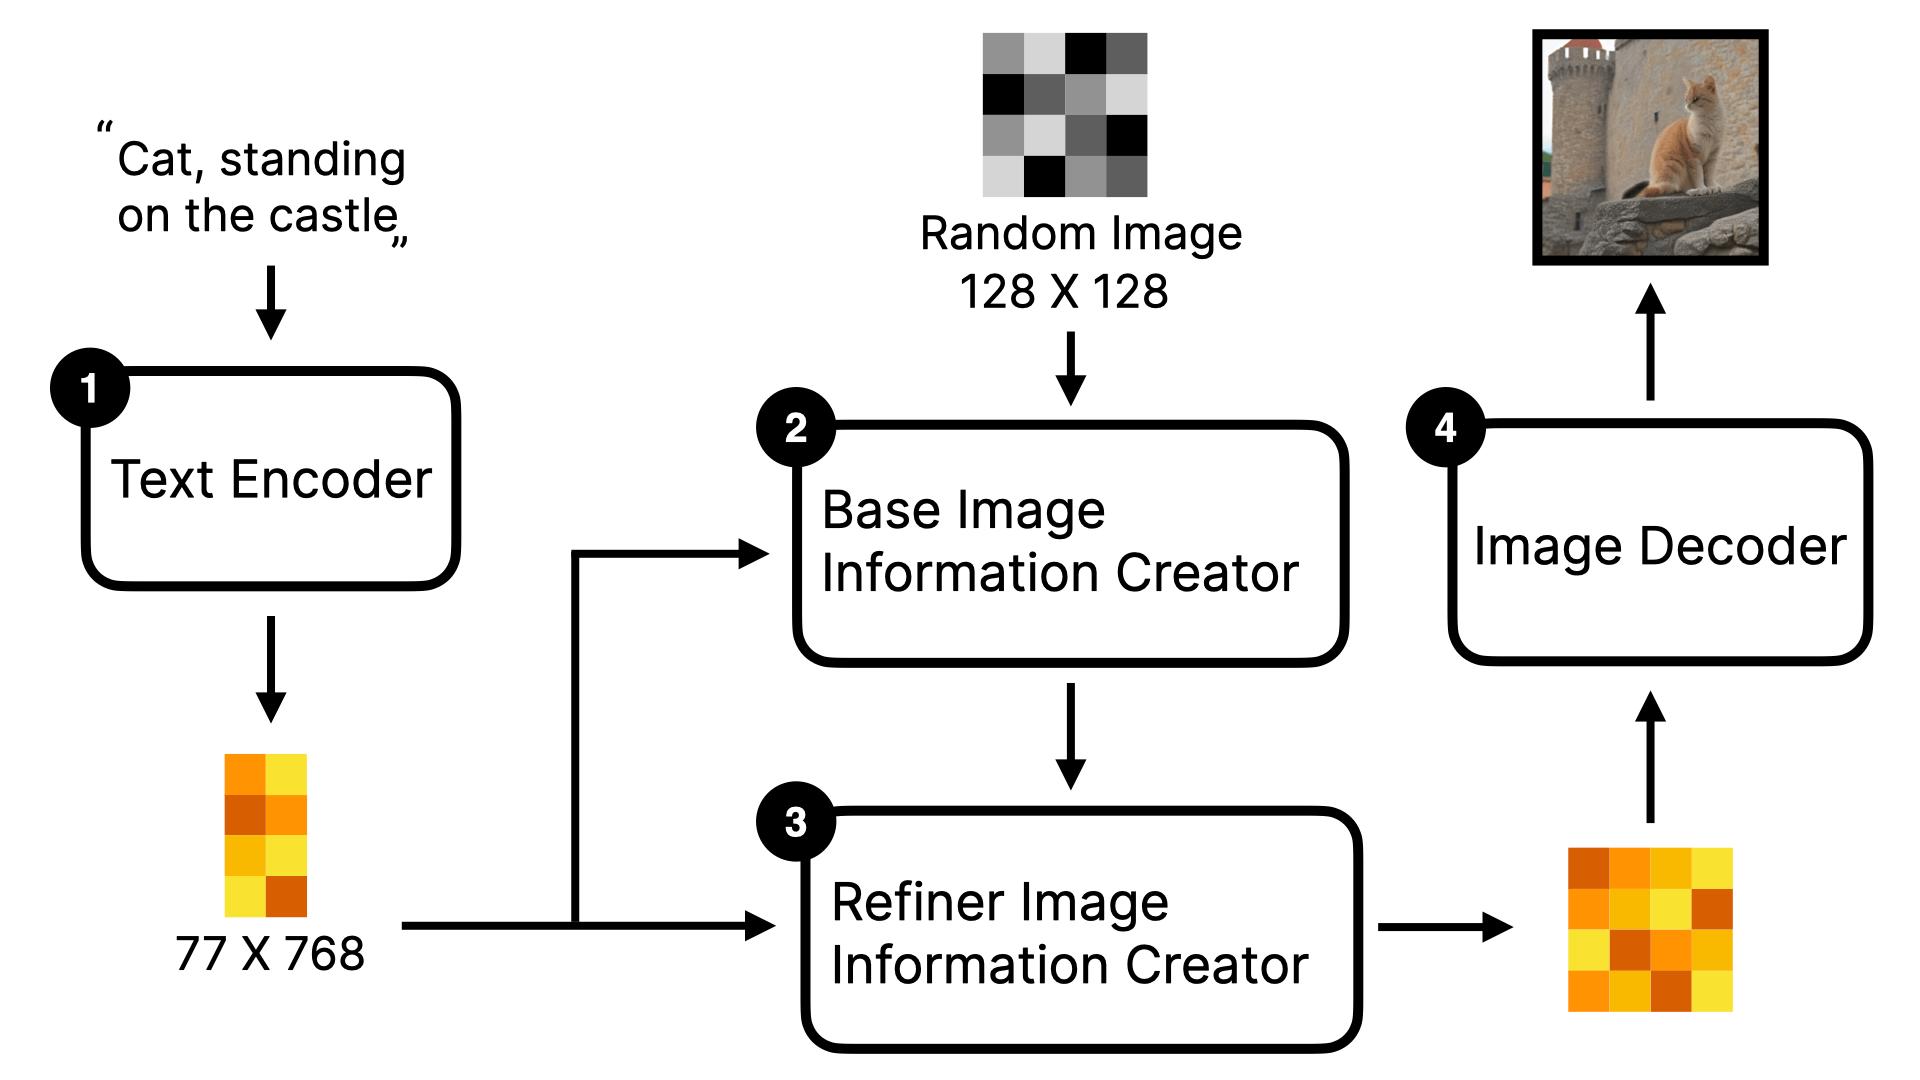 “Cat, standing
on the castle„
1
Text Encoder
77 X 768
Random Image
128 X 128
2
Base Image
Information Creator
3
Refiner Image
Information Creator
4
Image Decoder